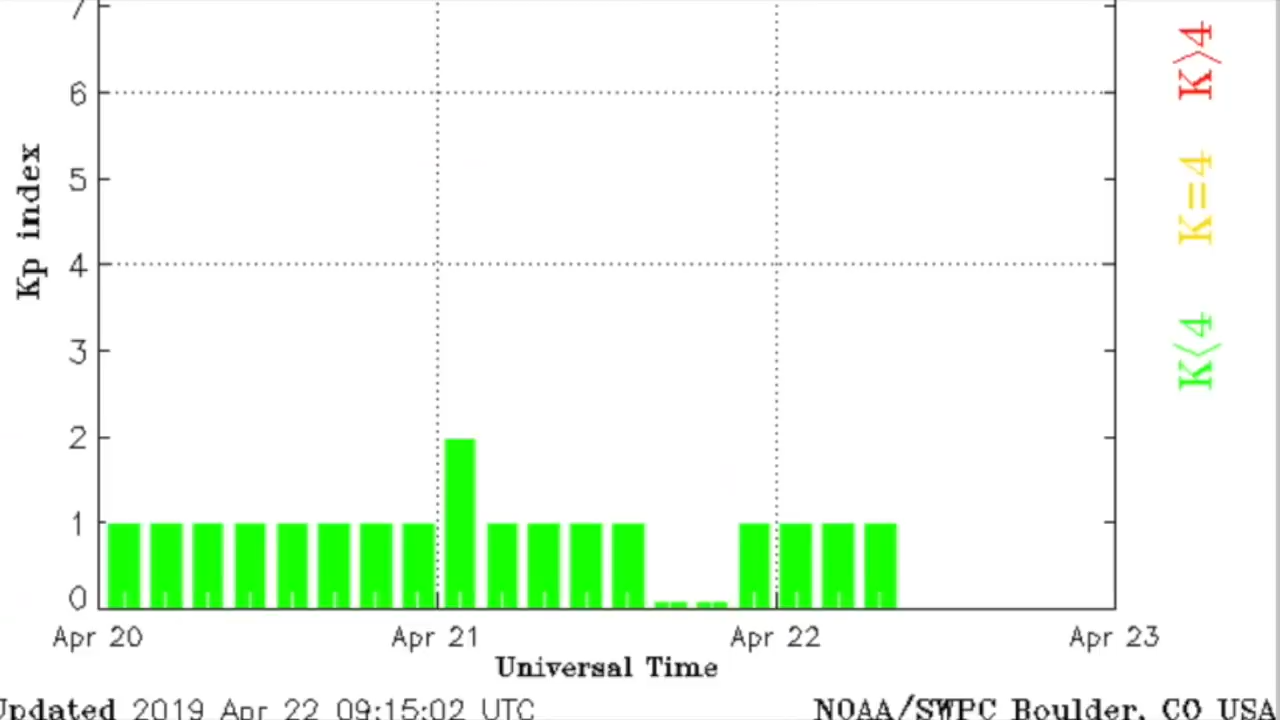 7
6
5
4
3
2
1
0
Kp index
K>4
K=4
K<4
Apr 20 Apr 21 Apr 22 Apr 23
Universal Time
Updated 2019 Apr 22 09:15:02 UTC
NOAA/SWPC Boulder, CO USA